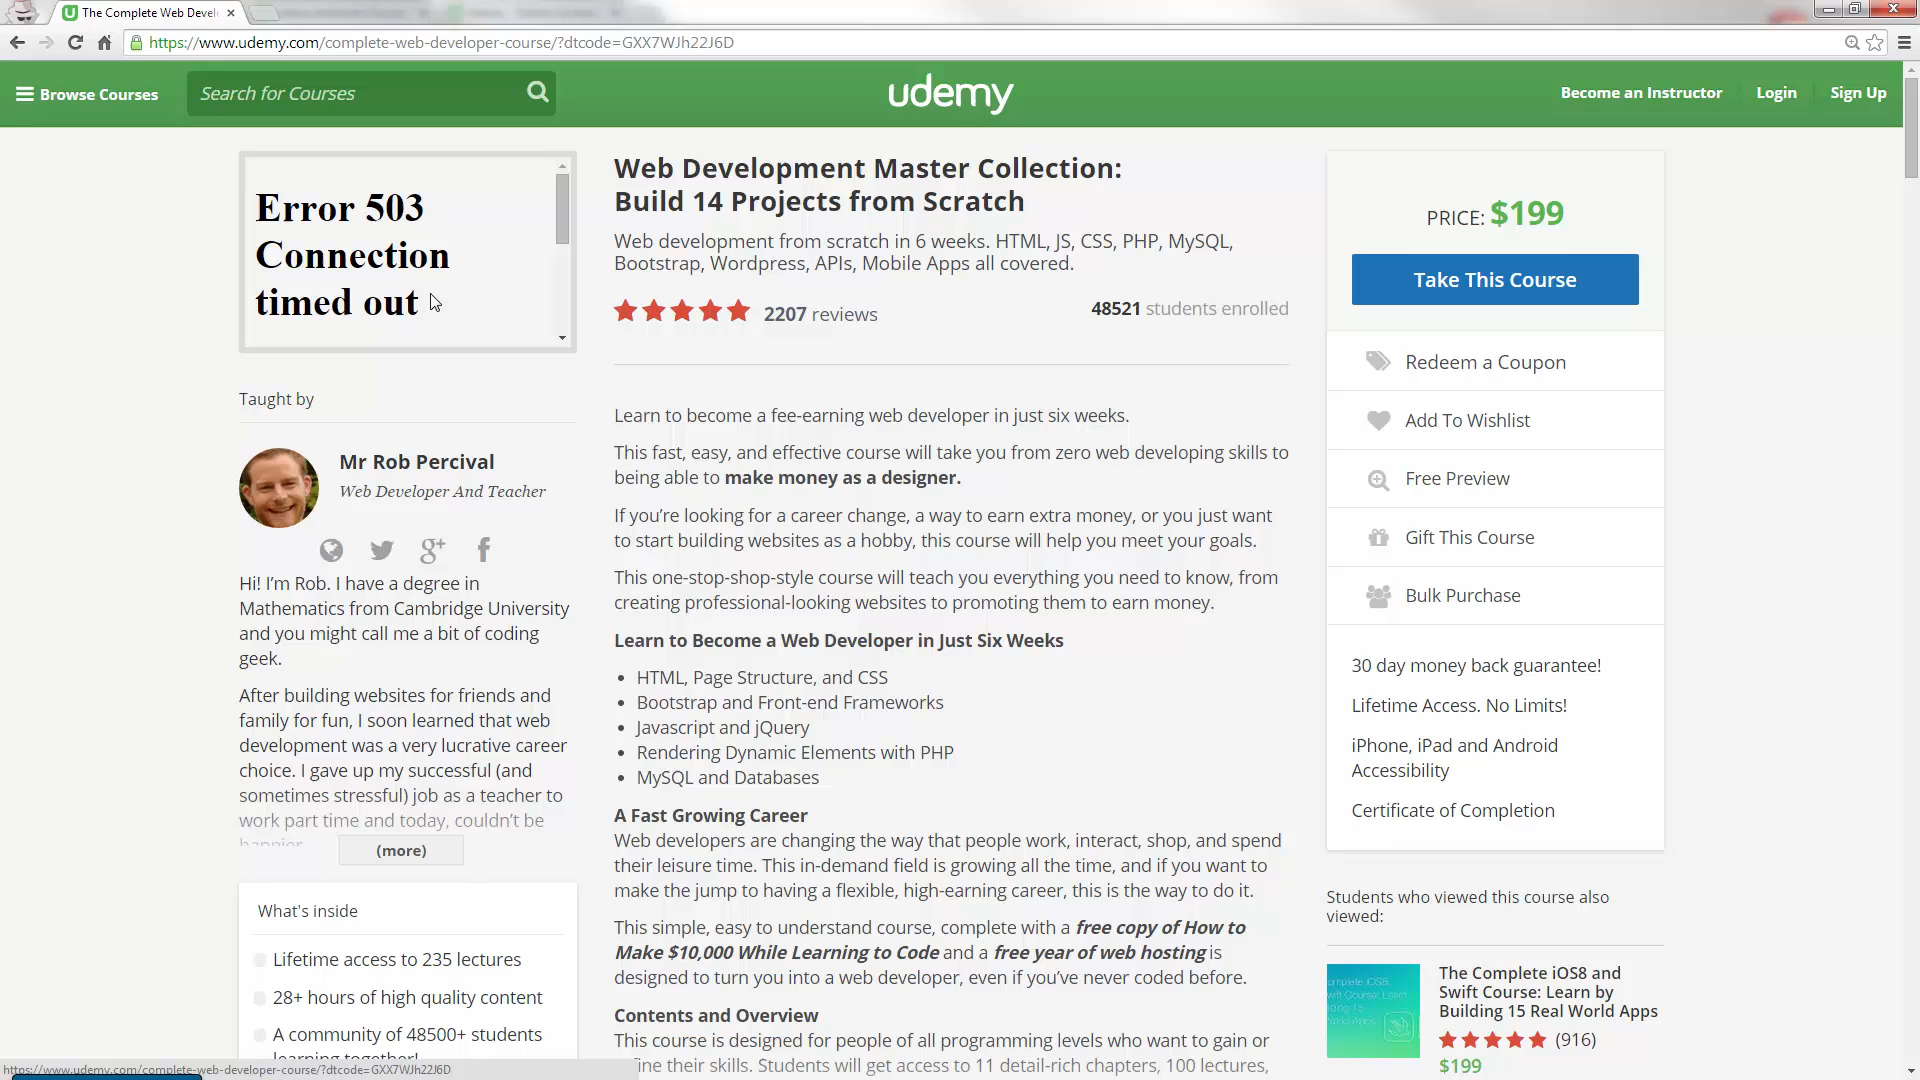 The Complete Web Devel
https://www.udemy.com/complete-web-developer-course/?dtcode=GXX7WJh22J6D
Browse Courses
Search for Courses
udemy
Become an Instructor
Login
Sign Up
Error 503
Connection
timed out
Taught by
Mr Rob Percival
Web Developer And Teacher
Hi! I'm Rob. I have a degree in
Mathematics from Cambridge University
and you might call me a bit of coding
geek.
After building websites for friends and
family for fun, I soon learned that web
development was a very lucrative career
choice. I gave up my successful (and
sometimes stressful) job as a teacher to
work part time and today, couldn't be
happier
(more)
What's inside
Lifetime access to 235 lectures
28+ hours of high quality content
A community of 48500+ students
learning together!
Web Development Master Collection:
Build 14 Projects from Scratch
Web development from scratch in 6 weeks. HTML, JS, CSS, PHP, MySQL,
Bootstrap, Wordpress, APIs, Mobile Apps all covered.
2207 reviews
48521 students enrolled
Learn to become a fee-earning web developer in just six weeks.
This fast, easy, and effective course will take you from zero web developing skills to
being able to make money as a designer.
If you're looking for a career change, a way to earn extra money, or you just want
to start building websites as a hobby, this course will help you meet your goals.
This one-stop-shop-style course will teach you everything you need to know, from
creating professional-looking websites to promoting them to earn money.
Learn to Become a Web Developer in Just Six Weeks
HTML, Page Structure, and CSS
Bootstrap and Front-end Frameworks
Javascript and jQuery
Rendering Dynamic Elements with PHP
MySQL and Databases
A Fast Growing Career
Web developers are changing the way that people work, interact, shop, and spend
their leisure time. This in-demand field is growing all the time, and if you want to
make the jump to having a flexible, high-earning career, this is the way to do it.
This simple, easy to understand course, complete with a free copy of How to
Make $10,000 While Learning to Code and a free year of web hosting is
designed to turn you into a web developer, even if you've never coded before.
Contents and Overview
This course is designed for people of all programming levels who want to gain or
fine their skills. Students will get access to 11 detail-rich chapters, 100 lectures,
PRICE: $199
Take This Course
Redeem a Coupon
Add To Wishlist
Free Preview
Gift This Course
Bulk Purchase
30 day money back guarantee!
Lifetime Access. No Limits!
iPhone, iPad and Android
Accessibility
Certificate of Completion
Students who viewed this course also
viewed:
The Complete iOS8 and
Swift Course: Learn by
Building 15 Real World Apps
(916)
$199
https://www.udemy.com/complete-web-developer-course/?dtcode=GXX7WJh22J6D